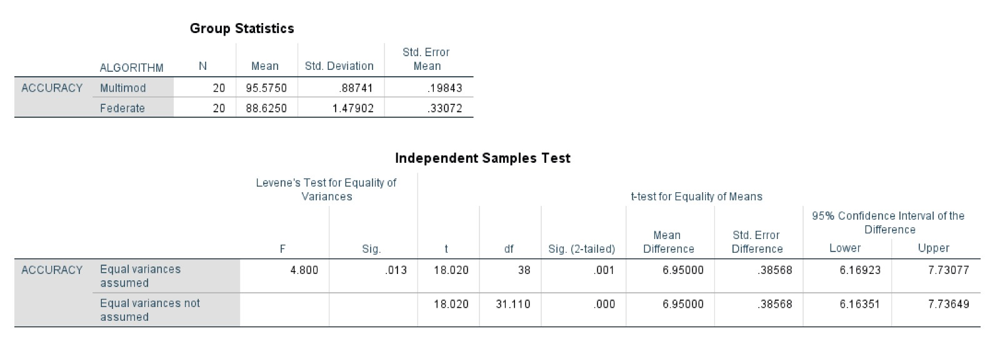 Group Statistics
ALGORITHM N Mean Std. Deviation Std. Error Mean
ACCURACY Multimod 20 95.5750 .88741 .19843
Federate 20 88.6250 1.47902 .33072
Independent Samples Test
Levene's Test for Equality of Variances
t-test for Equality of Means
F Sig. t df Sig. (2-tailed) Mean Difference Std. Error Difference 95% Confidence Interval of the Difference
Lower Upper
ACCURACY Equal variances assumed 4.800 .013 18.020 38 .001 6.95000 .38568 6.16923 7.73077
Equal variances not assumed 18.020 31.110 .000 6.95000 .38568 6.16351 7.73649